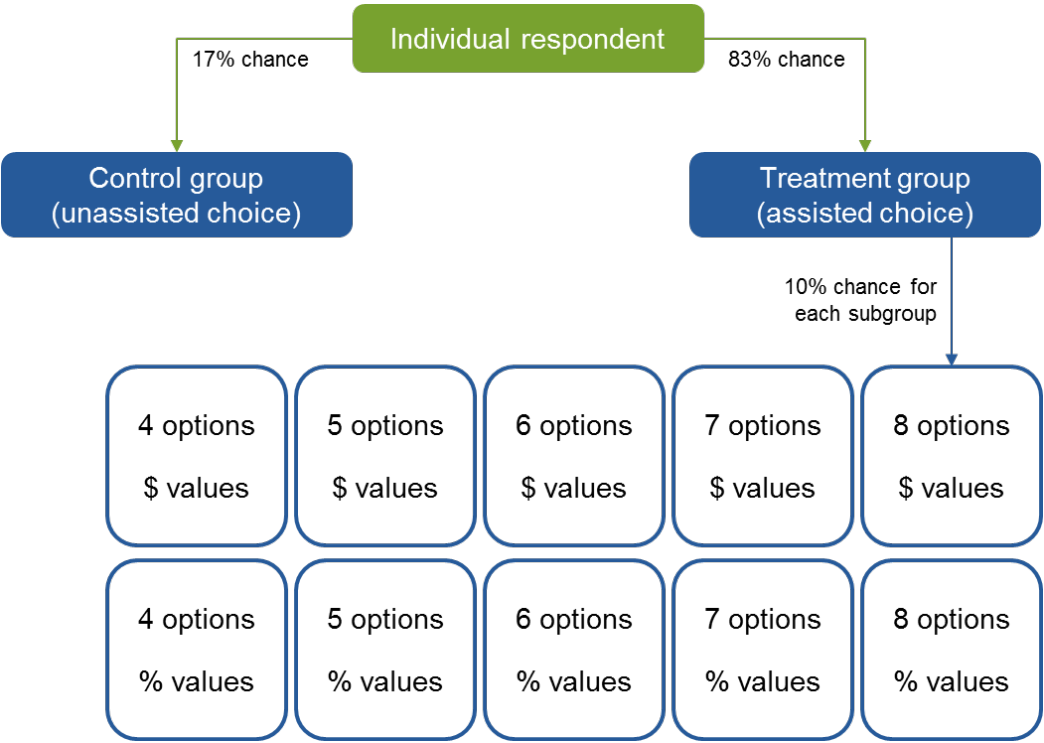 Individual respondent
17% chance
83% chance
Control group
(unassisted choice)
Treatment group
(assisted choice)
10% chance for
each subgroup
4 options
$ values
5 options
$ values
6 options
$ values
7 options
$ values
8 options
$ values
4 options
% values
5 options
% values
6 options
% values
7 options
% values
8 options
% values